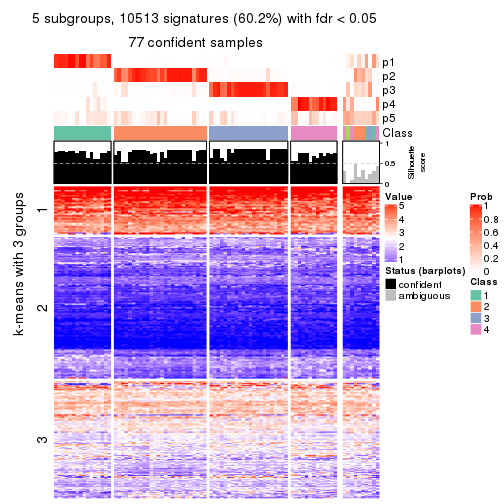 5 subgroups, 10513 signatures (60.2%) with fdr < 0.05
77 confident samples
p1
p2
p3
p4
p5
Class
1
0.5
0
Silhouette
score
k-means with 3 groups
1
2
3
Value
5
4
3
2
1
Status (barplots)
confident
ambiguous
Prob
1
0.8
0.6
0.4
0.2
0
Class
1
2
3
4